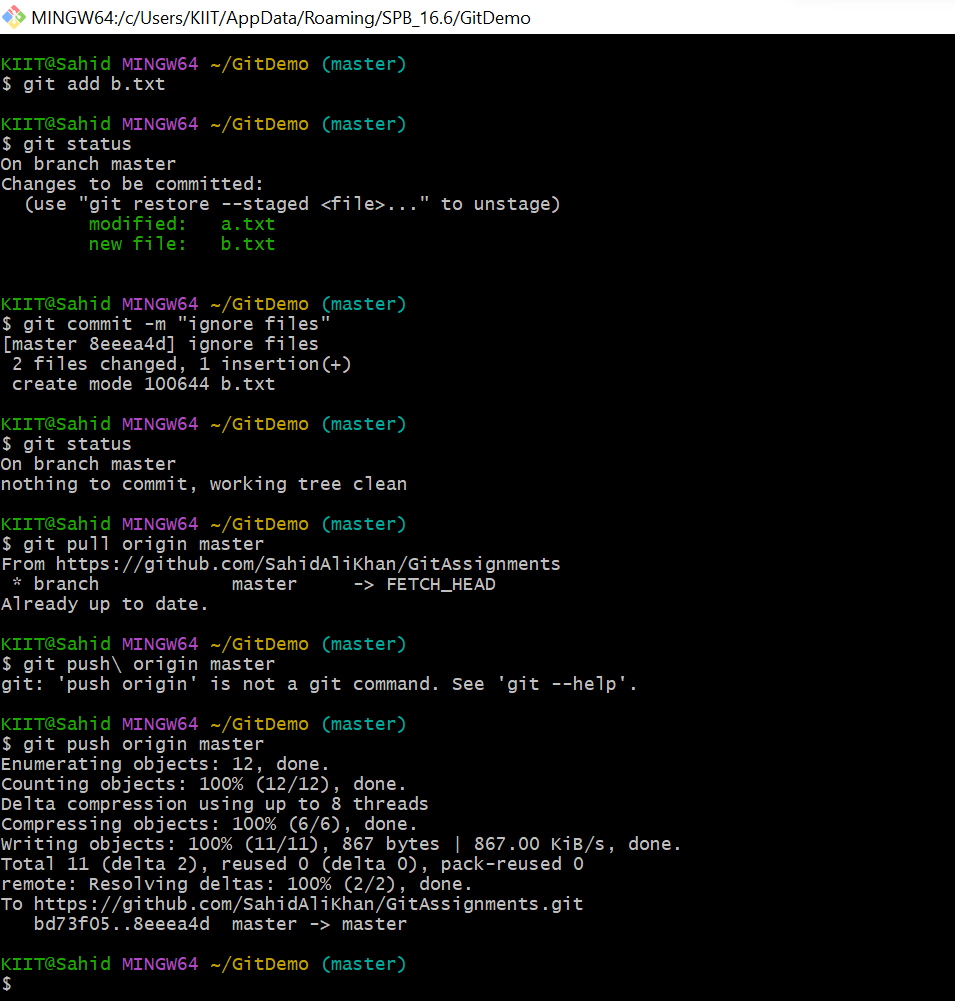 MINGW64:/c/Users/KIIT/AppData/Roaming/SPB_16.6/GitDemo
KIIT@Sahid MINGW64 ~/GitDemo (master)
$ git add b.txt
KIIT@Sahid MINGW64 ~/GitDemo (master)
$ git status
On branch master
Changes to be committed:
  (use "git restore --staged <file>..." to unstage)
        modified:   a.txt
        new file:   b.txt
KIIT@Sahid MINGW64 ~/GitDemo (master)
$ git commit -m "ignore files"
[master 8eeea4d] ignore files
 2 files changed, 1 insertion(+)
 create mode 100644 b.txt
KIIT@Sahid MINGW64 ~/GitDemo (master)
$ git status
On branch master
nothing to commit, working tree clean
KIIT@Sahid MINGW64 ~/GitDemo (master)
$ git pull origin master
From https://github.com/SahidAliKhan/GitAssignments
 * branch            master     -> FETCH_HEAD
Already up to date.
KIIT@Sahid MINGW64 ~/GitDemo (master)
$ git push\ origin master
git: 'push origin' is not a git command. See 'git --help'.
KIIT@Sahid MINGW64 ~/GitDemo (master)
$ git push origin master
Enumerating objects: 12, done.
Counting objects: 100% (12/12), done.
Delta compression using up to 8 threads
Compressing objects: 100% (6/6), done.
Writing objects: 100% (11/11), 867 bytes | 867.00 KiB/s, done.
Total 11 (delta 2), reused 0 (delta 0), pack-reused 0
remote: Resolving deltas: 100% (2/2), done.
To https://github.com/SahidAliKhan/GitAssignments.git
   bd73f05..8eeea4d  master -> master
KIIT@Sahid MINGW64 ~/GitDemo (master)
$